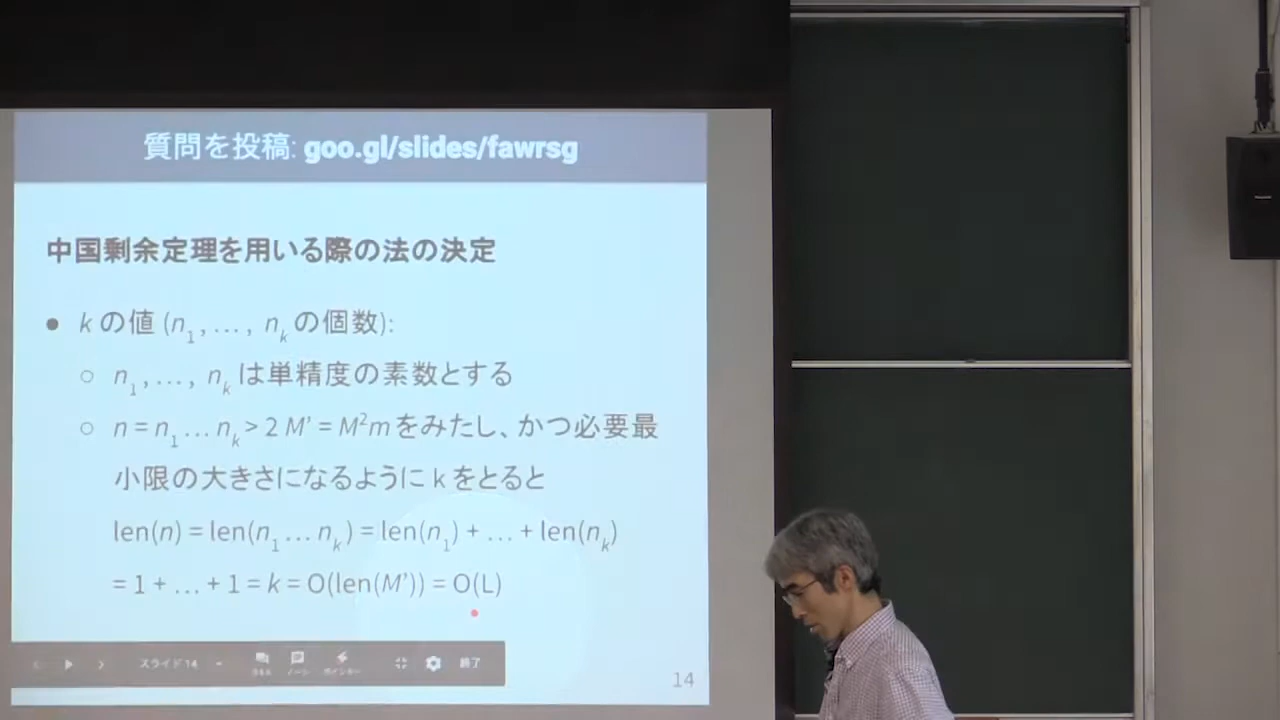 質問を投稿: goo.gl/slides/fawrsg
中国剰余定理を用いる際の法の決定
● k の値 (n1 , … , nk の個数):
○ n1 , … , nk は単精度の素数とする
○ n = n1 … nk > 2 M' = M²m をみたし、かつ必要最
小限の大きさになるように k をとると
len(n) = len(n1 … nk ) = len(n1) + … + len(nk)
= 1 + … + 1 = k = O(len(M')) = O(L)
スライド 14
ノート
終了
14